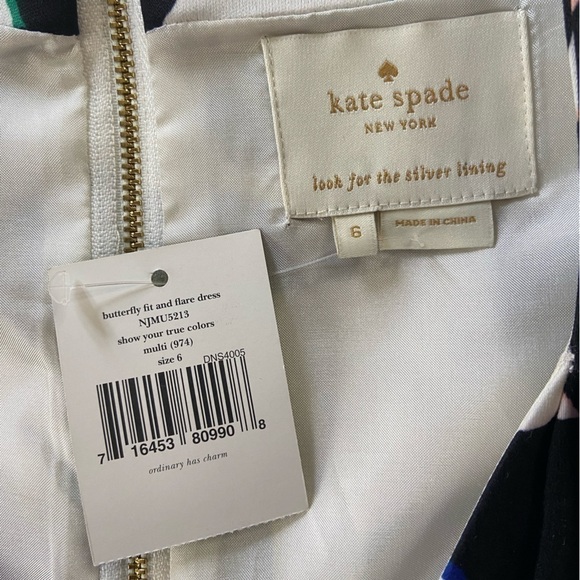 kate spade
NEW YORK
look for the silver lining
6
MADE IN CHINA
butterfly fit and flare dress
NJMU5213
show your true colors
multi (974)
size 6
DNS4005
7 16453 80990 8
ordinary has charm